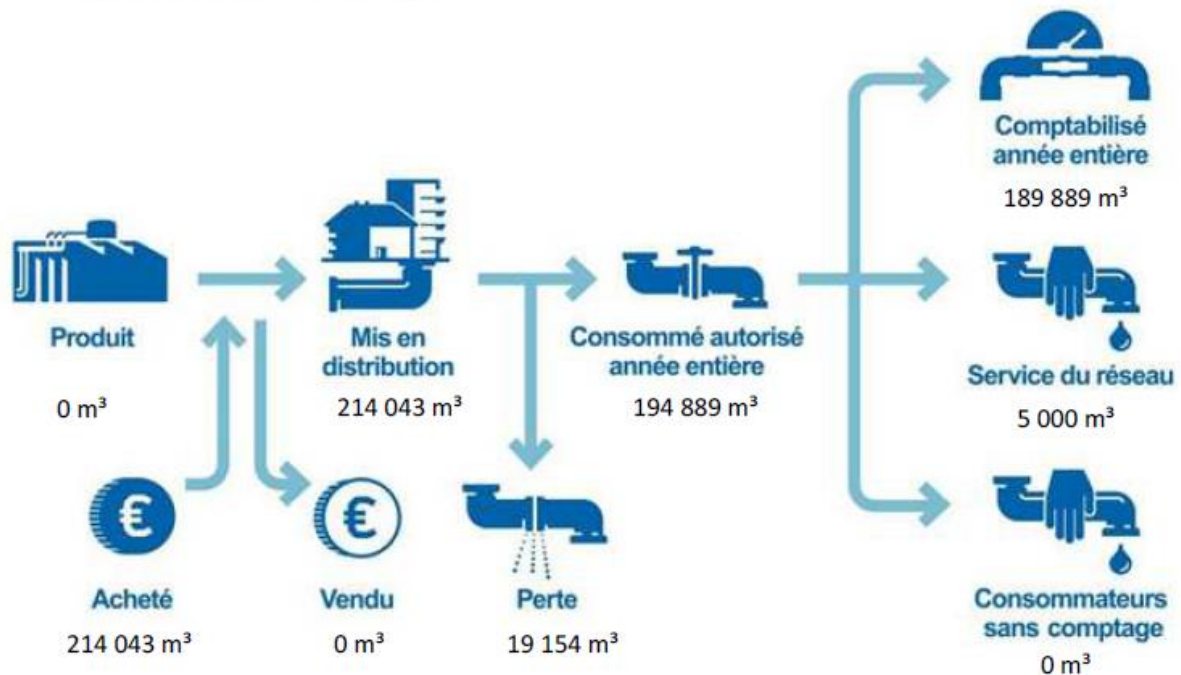 Comptabilisé
année entière
189 889 m³
Produit
0 m³
Mis en
distribution
214 043 m³
Consommé autorisé
année entière
194 889 m³
Service du réseau
5 000 m³
€
Acheté
214 043 m³
€
Vendu
0 m³
Perte
19 154 m³
Consommateurs
sans comptage
0 m³